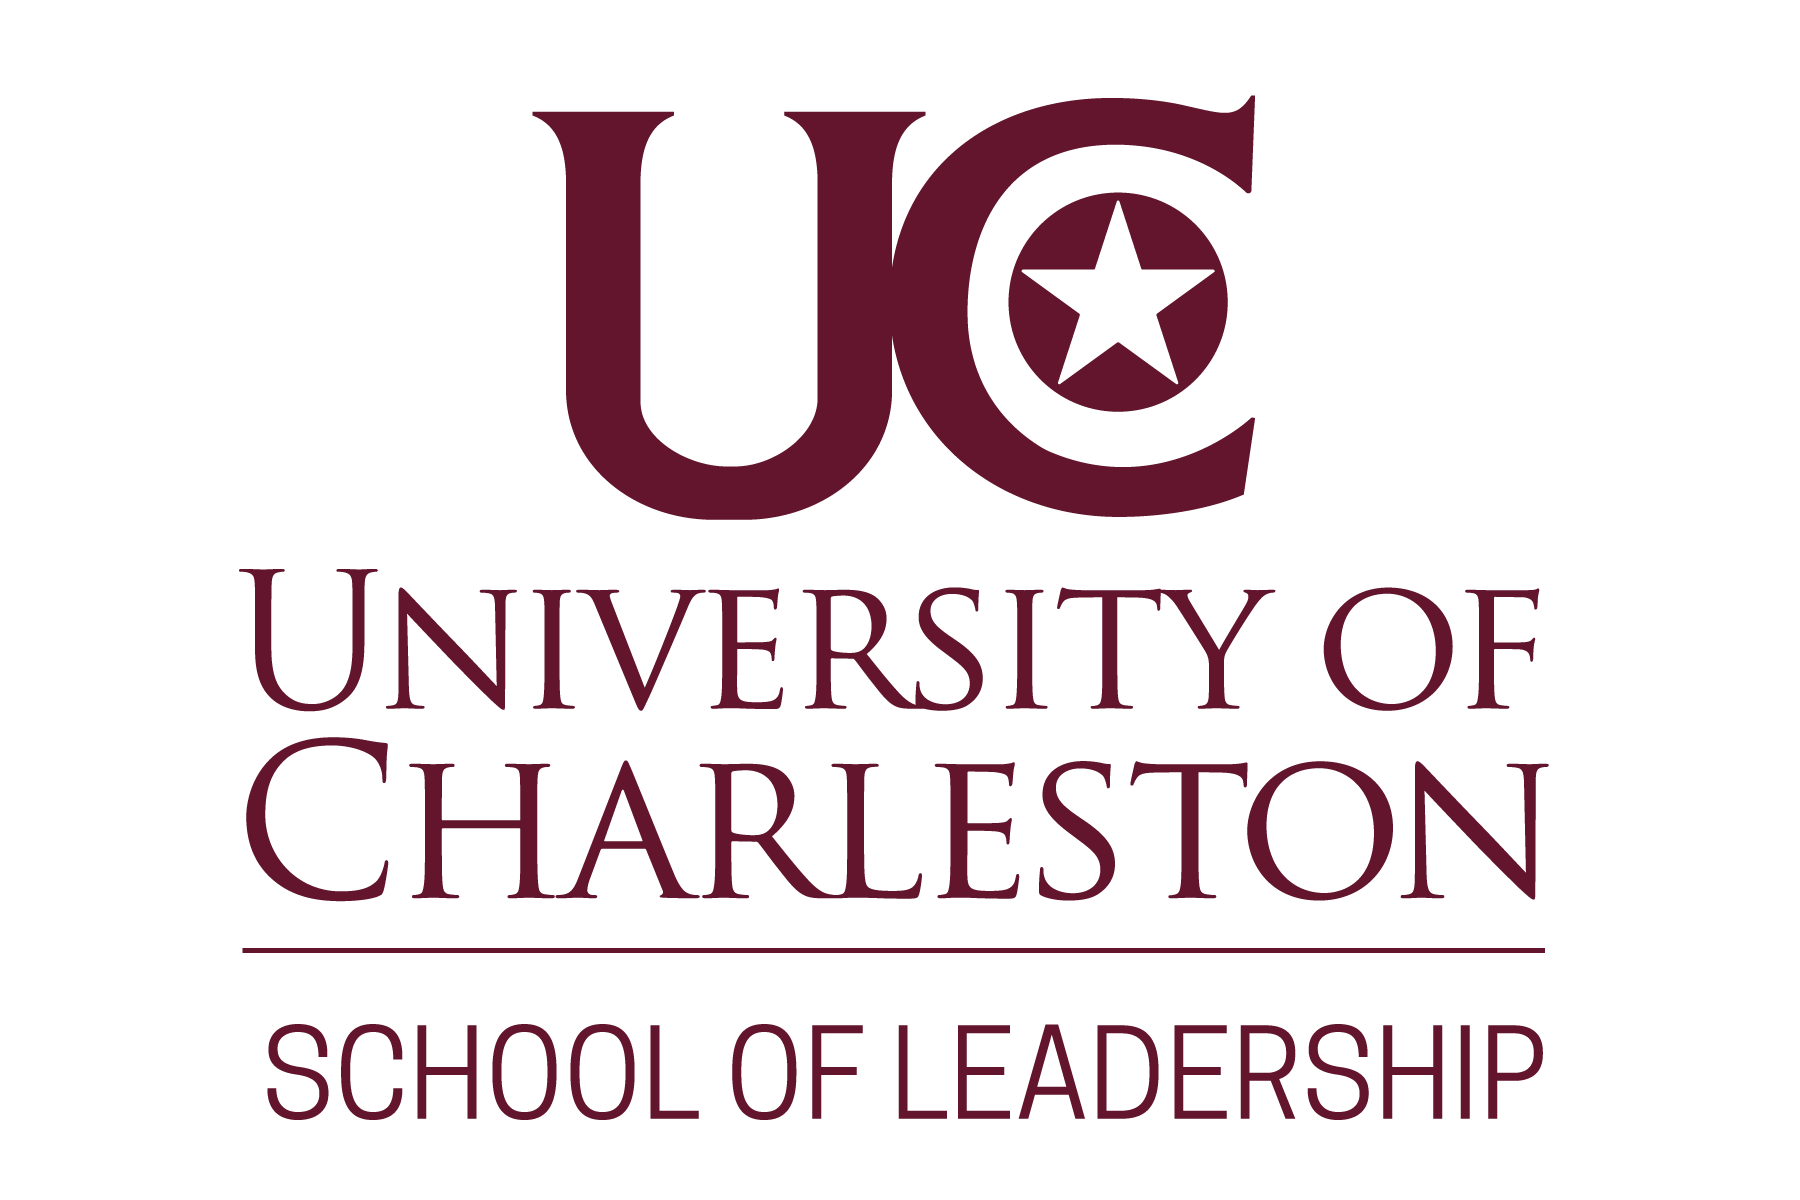 UC
UNIVERSITY OF
CHARLESTON
SCHOOL OF LEADERSHIP